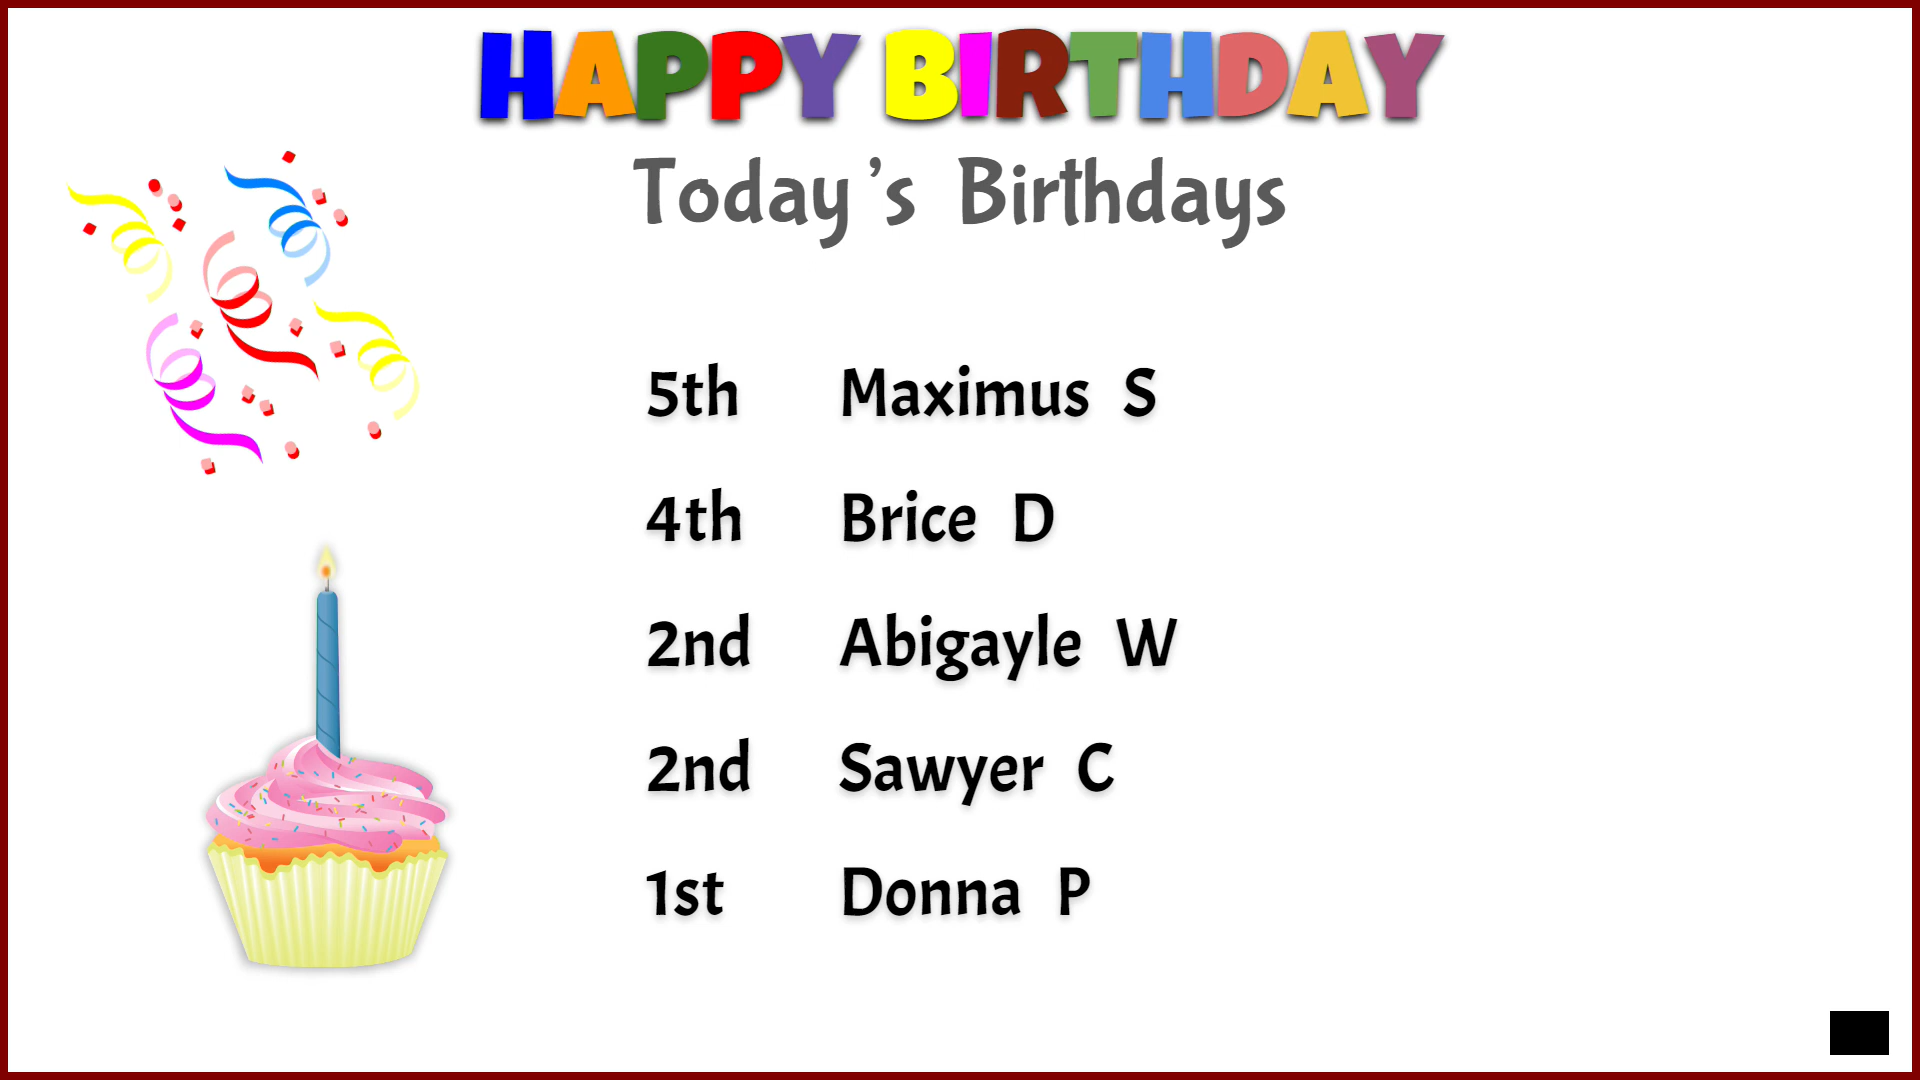 HAPPY BIRTHDAY
Today's Birthdays
5th Maximus S
4th Brice D
2nd Abigayle W
2nd Sawyer C
1st Donna P